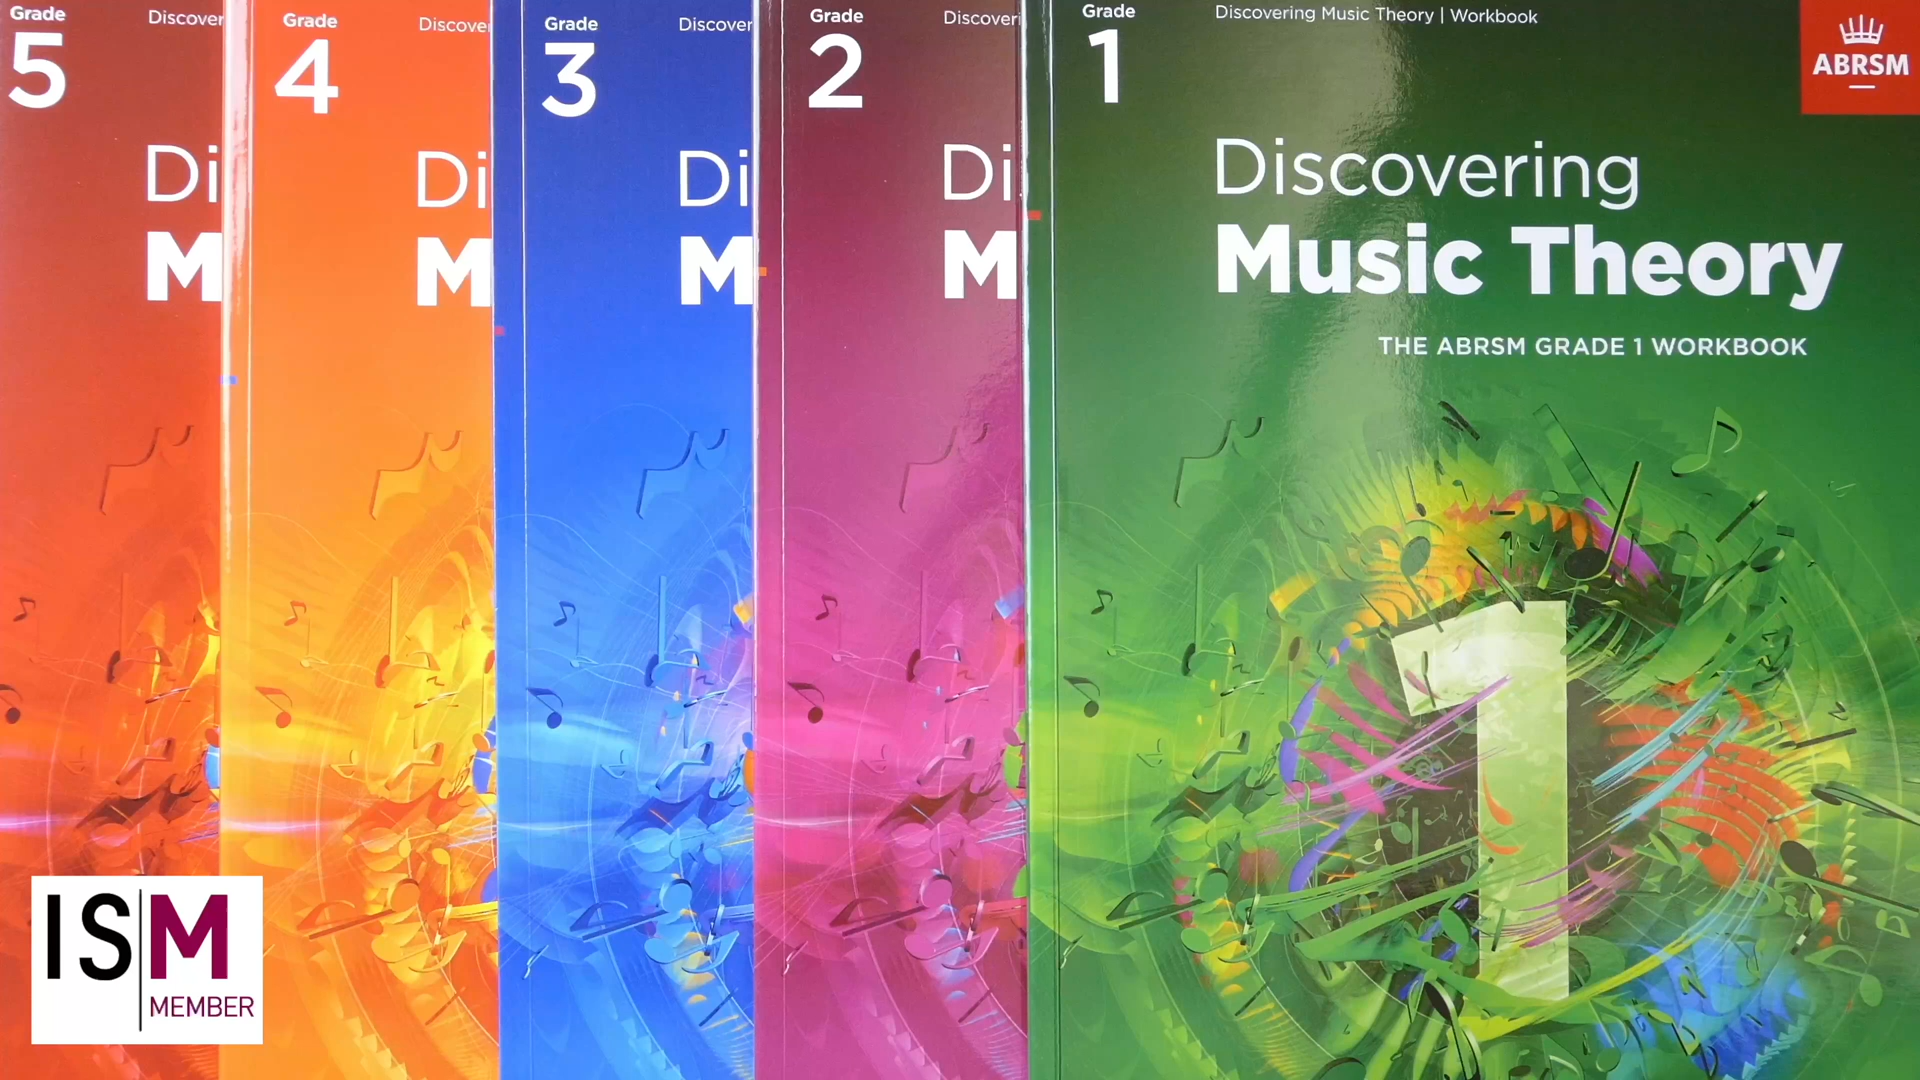 Grade
5
Discover
Di
M
Grade
4
Discove
Di
M
Grade
3
Discover
Di
M
Grade
2
Discoveri
Di
M
Grade
1
Discovering Music Theory | Workbook
ABRSM
Discovering
Music Theory
THE ABRSM GRADE 1 WORKBOOK
1
ISM
MEMBER